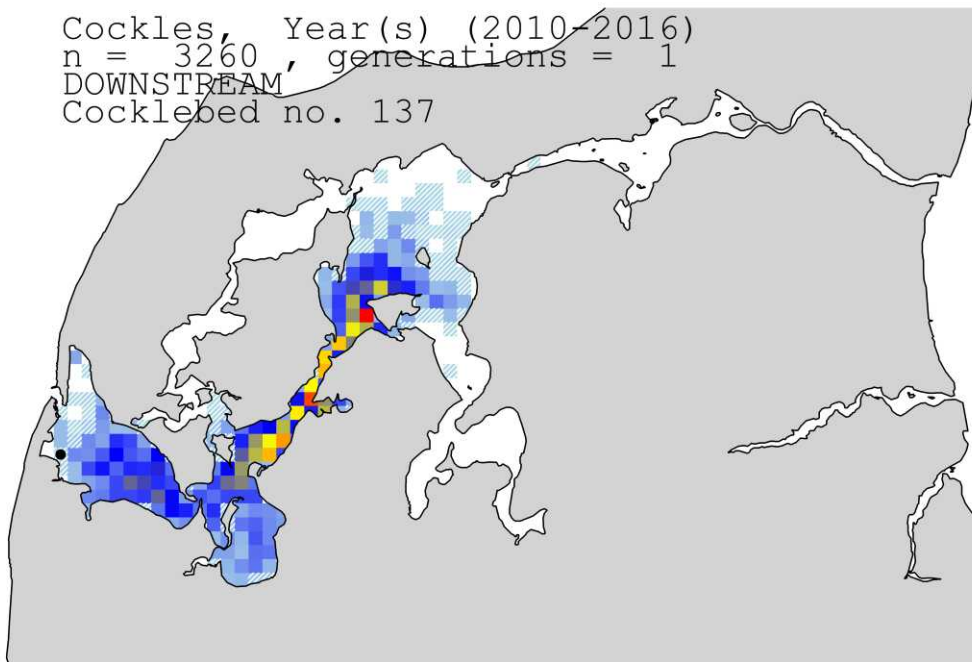 Cockles, Year(s) (2010-2016)
n = 3260 , generations = 1
DOWNSTREAM
Cocklebed no. 137